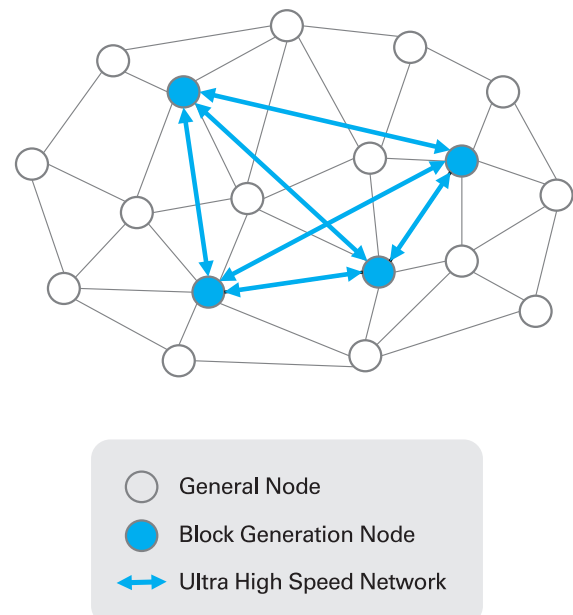 General Node
Block Generation Node
Ultra High Speed Network